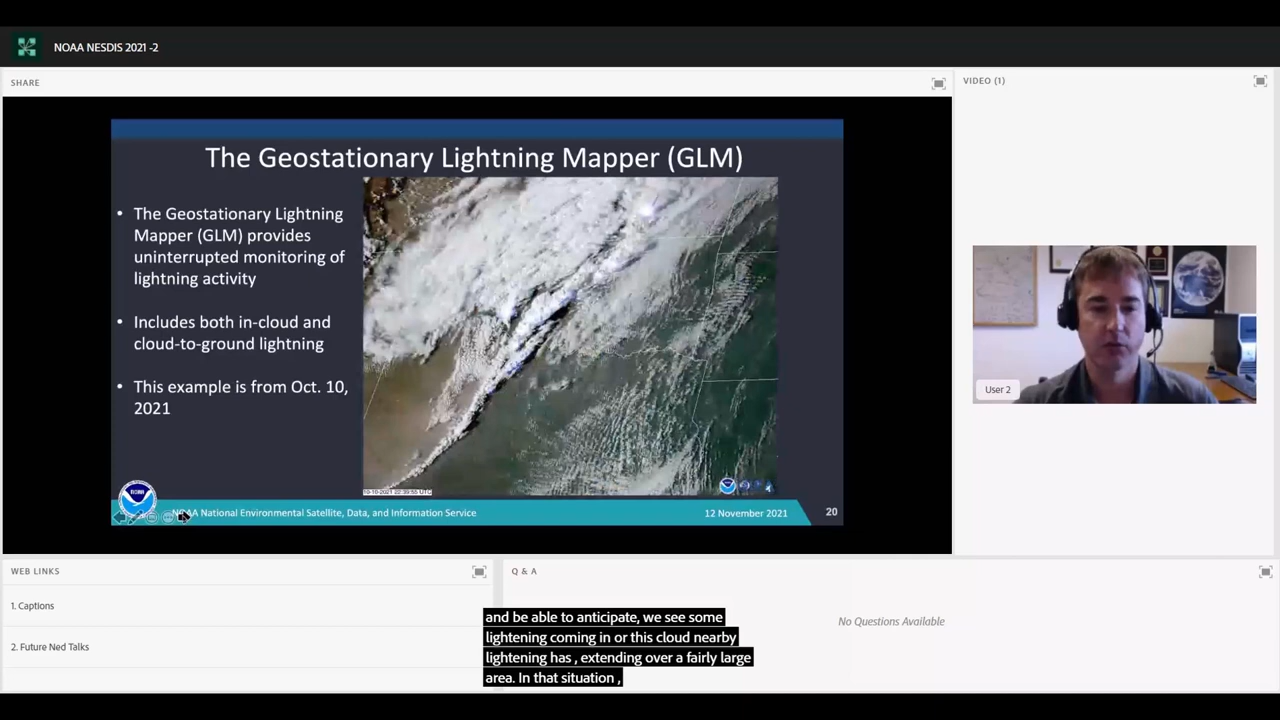 NOAA NESDIS 2021 -2
SHARE
VIDEO (1)
The Geostationary Lightning Mapper (GLM)
• The Geostationary Lightning
Mapper (GLM) provides
uninterrupted monitoring of
lightning activity
• Includes both in-cloud and
cloud-to-ground lightning
• This example is from Oct. 10,
2021
User 2
NOAA
National Environmental Satellite, Data, and Information Service
12 November 2021
20
WEB LINKS
Q & A
1. Captions
2. Future Ned Talks
No Questions Available
and be able to anticipate, we see some
lightening coming in or this cloud nearby
lightening has , extending over a fairly large
area. In that situation ,